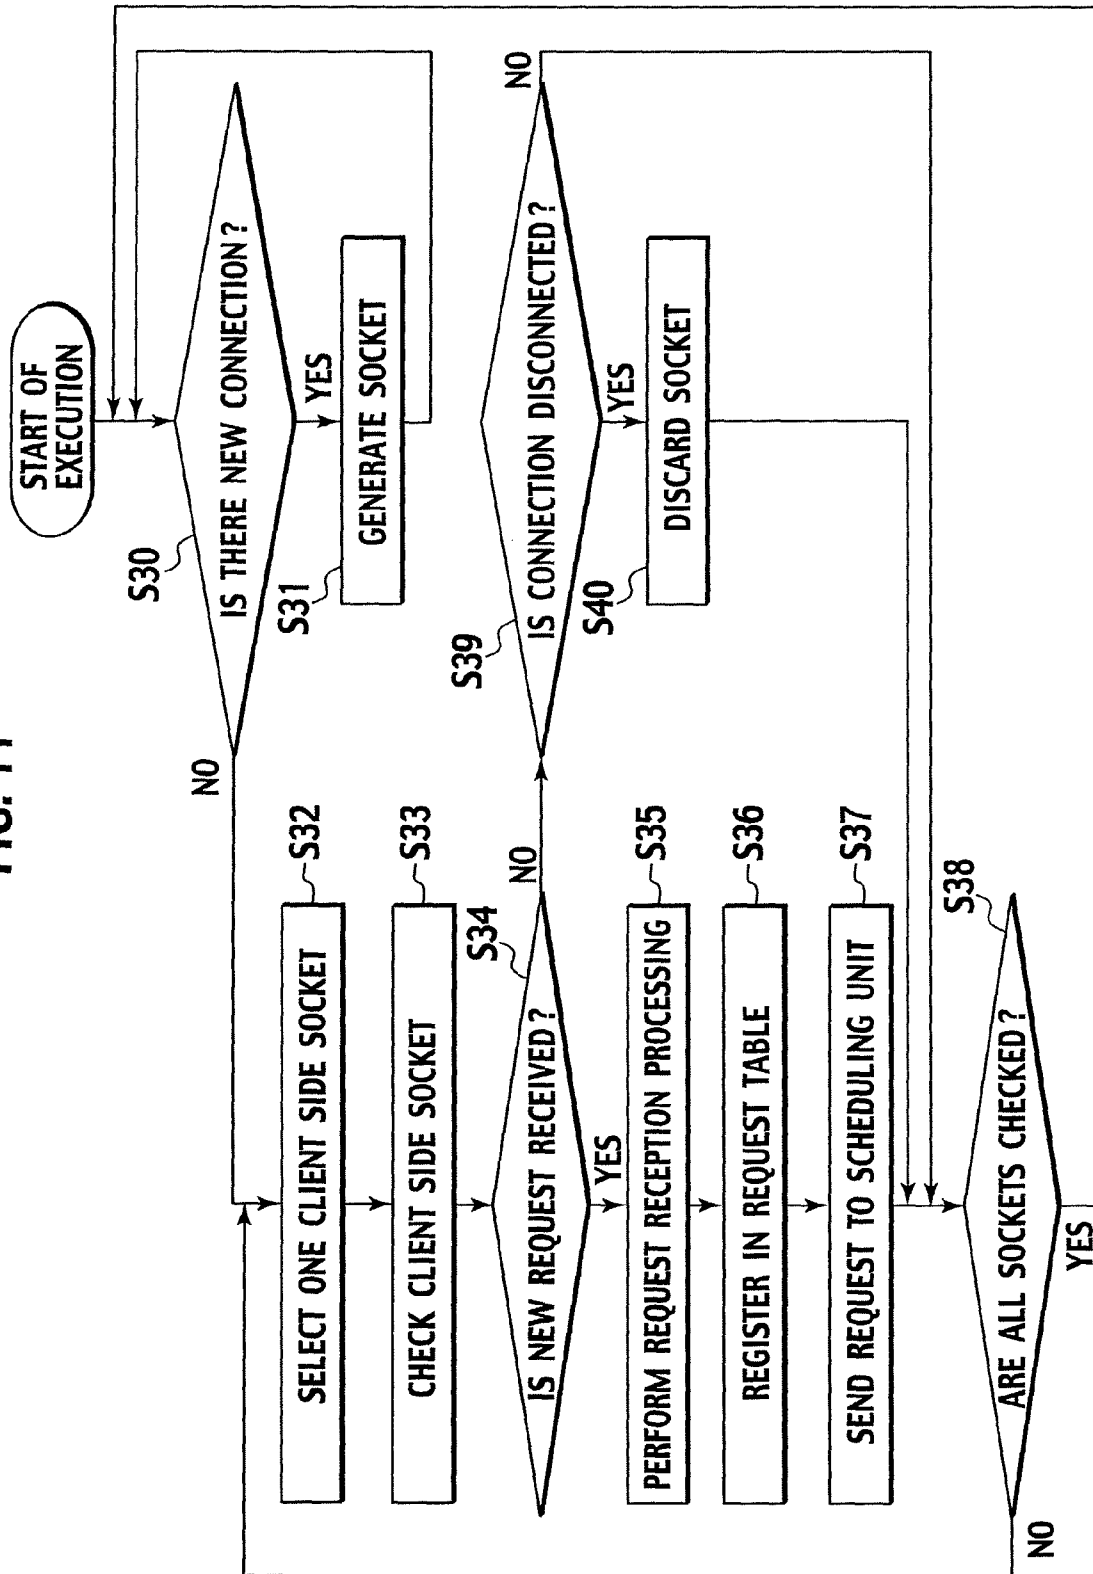 START OF
EXECUTION
S30
IS THERE NEW CONNECTION?
NO
YES
S31
GENERATE SOCKET
S32
SELECT ONE CLIENT SIDE SOCKET
S33
CHECK CLIENT SIDE SOCKET
S34
IS NEW REQUEST RECEIVED?
NO
YES
S39
IS CONNECTION DISCONNECTED?
NO
YES
S40
DISCARD SOCKET
S35
PERFORM REQUEST RECEPTION PROCESSING
S36
REGISTER IN REQUEST TABLE
S37
SEND REQUEST TO SCHEDULING UNIT
S38
ARE ALL SOCKETS CHECKED?
NO
YES